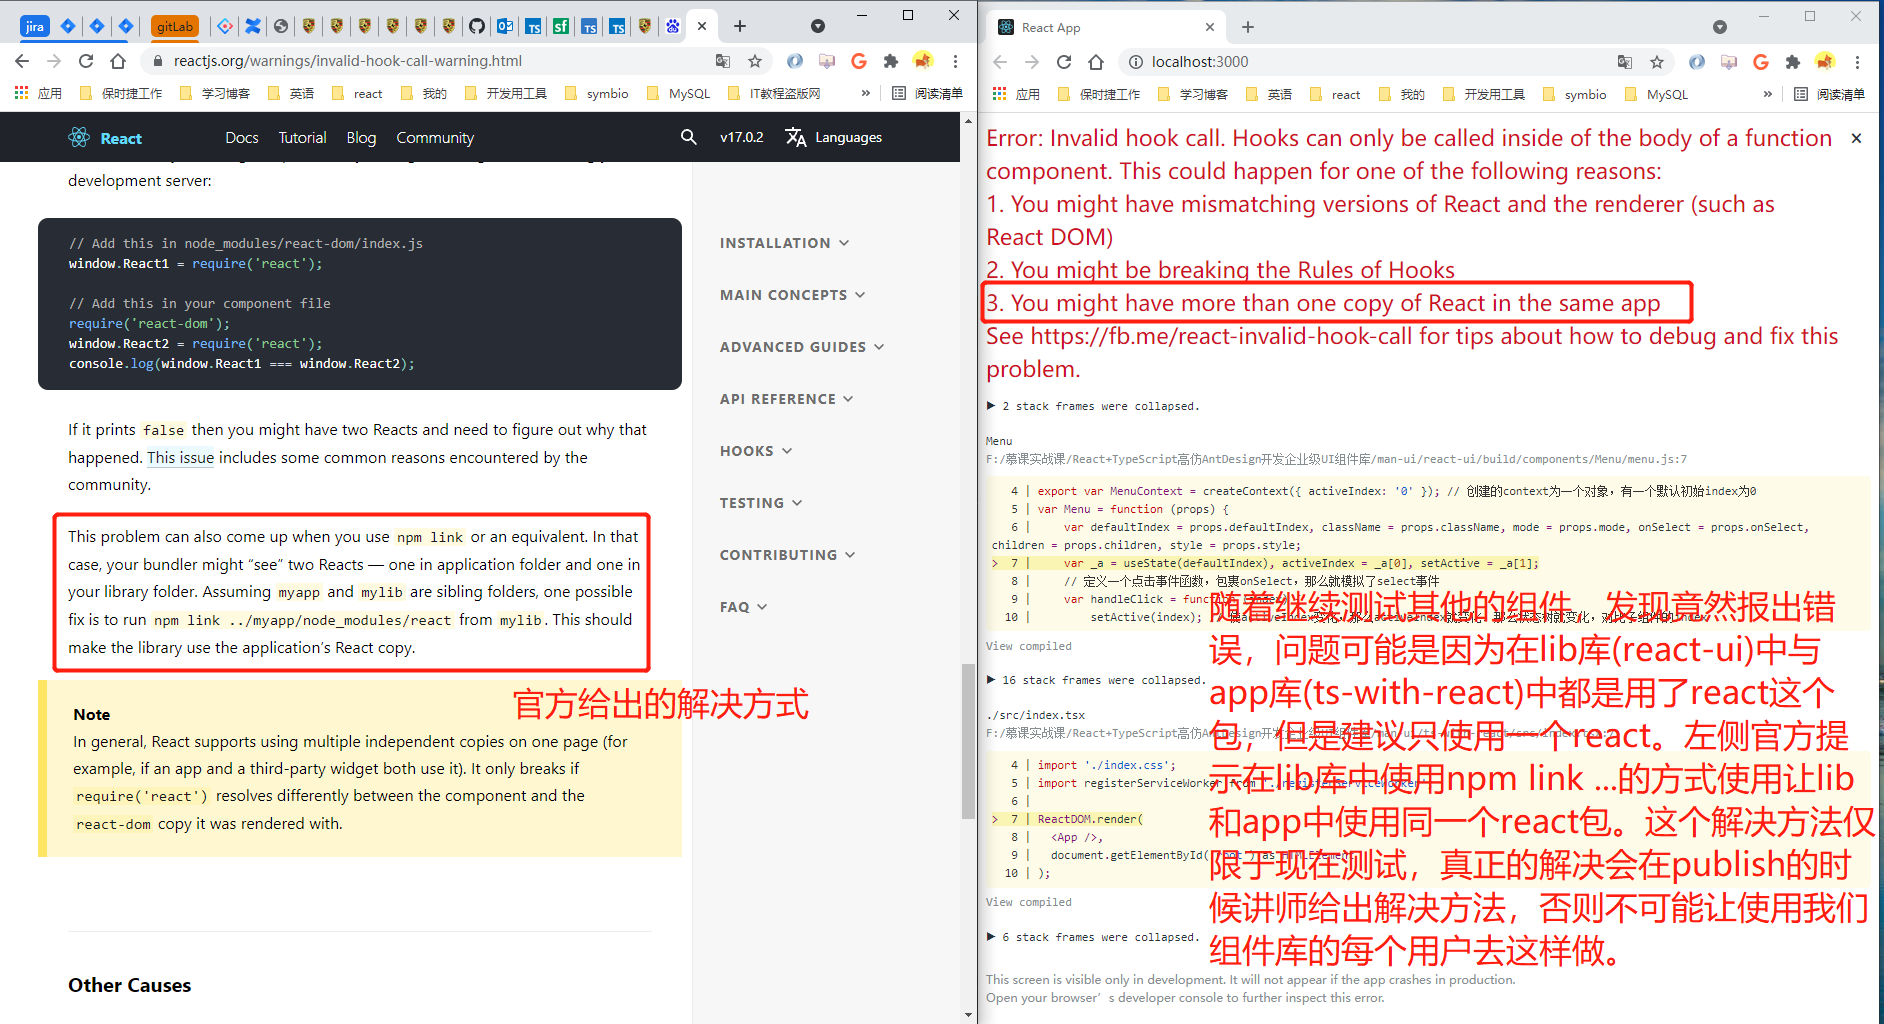 jira
gitLab
reactjs.org/warnings/invalid-hook-call-warning.html
应用
保时捷工作
学习博客
英语
react
我的
开发用工具
symbio
MySQL
IT教程盗版网
»
阅读清单
React
Docs
Tutorial
Blog
Community
v17.0.2
Languages
development server:
// Add this in node_modules/react-dom/index.js
window.React1 = require('react');
// Add this in your component file
require('react-dom');
window.React2 = require('react');
console.log(window.React1 === window.React2);
If it prints false then you might have two Reacts and need to figure out why that
happened. This issue includes some common reasons encountered by the
community.
This problem can also come up when you use npm link or an equivalent. In that
case, your bundler might “see” two Reacts — one in application folder and one in
your library folder. Assuming myapp and mylib are sibling folders, one possible
fix is to run npm link ../myapp/node_modules/react from mylib. This should
make the library use the application’s React copy.
官方给出的解决方式
Note
In general, React supports using multiple independent copies on one page (for
example, if an app and a third-party widget both use it). It only breaks if
require('react') resolves differently between the component and the
react-dom copy it was rendered with.
Other Causes
INSTALLATION
MAIN CONCEPTS
ADVANCED GUIDES
API REFERENCE
HOOKS
TESTING
CONTRIBUTING
FAQ
React App
localhost:3000
应用
保时捷工作
学习博客
英语
react
我的
开发用工具
symbio
MySQL
»
阅读清单
Error: Invalid hook call. Hooks can only be called inside of the body of a function
component. This could happen for one of the following reasons:
1. You might have mismatching versions of React and the renderer (such as
React DOM)
2. You might be breaking the Rules of Hooks
3. You might have more than one copy of React in the same app
See https://fb.me/react-invalid-hook-call for tips about how to debug and fix this
problem.
▶ 2 stack frames were collapsed.
Menu
F:/慕课实战课/React+TypeScript高仿AntDesign开发企业级UI组件库/man-ui/react-ui/build/components/Menu/menu.js:7
4 | export var MenuContext = createContext({ activeIndex: '0' }); // 创建的context为一个对象，有一个默认初始index为0
5 | var Menu = function (props) {
6 | var defaultIndex = props.defaultIndex, className = props.className, mode = props.mode, onSelect = props.onSelect,
children = props.children, style = props.style;
> 7 | var _a = useState(defaultIndex), activeIndex = _a[0], setActive = _a[1];
8 | // 定义一个点击事件函数，包裹onSelect，那么就模拟了select事件
9 | var handleClick = function (index) {
10 | setActive(index); //
View compiled
▶ 16 stack frames were collapsed.
./src/index.tsx
F:/慕课实战课/React+TypeScript高仿AntDesign开发企业级UI组件库/man-ui/ts-with-react/src/index.tsx:7
4 | import './index.css';
5 | import registerServiceWorker from './registerServiceWorker'
6 |
> 7 | ReactDOM.render(
8 | <App />,
9 | document.getElementById('root') as HTMLElement
10 | );
View compiled
▶ 6 stack frames were collapsed.
This screen is visible only in development. It will not appear if the app crashes in production.
Open your browser’s developer console to further inspect this error.
随着继续测试其他的组件，发现竟然报出错
误，问题可能是因为在lib库(react-ui)中与
app库(ts-with-react)中都是用了react这个
包，但是建议只使用一个react。左侧官方提
示在lib库中使用npm link ...的方式使用让lib
和app中使用同一个react包。这个解决方法仅
限于现在测试，真正的解决会在publish的时
候讲师给出解决方法，否则不可能让使用我们
组件库的每个用户去这样做。